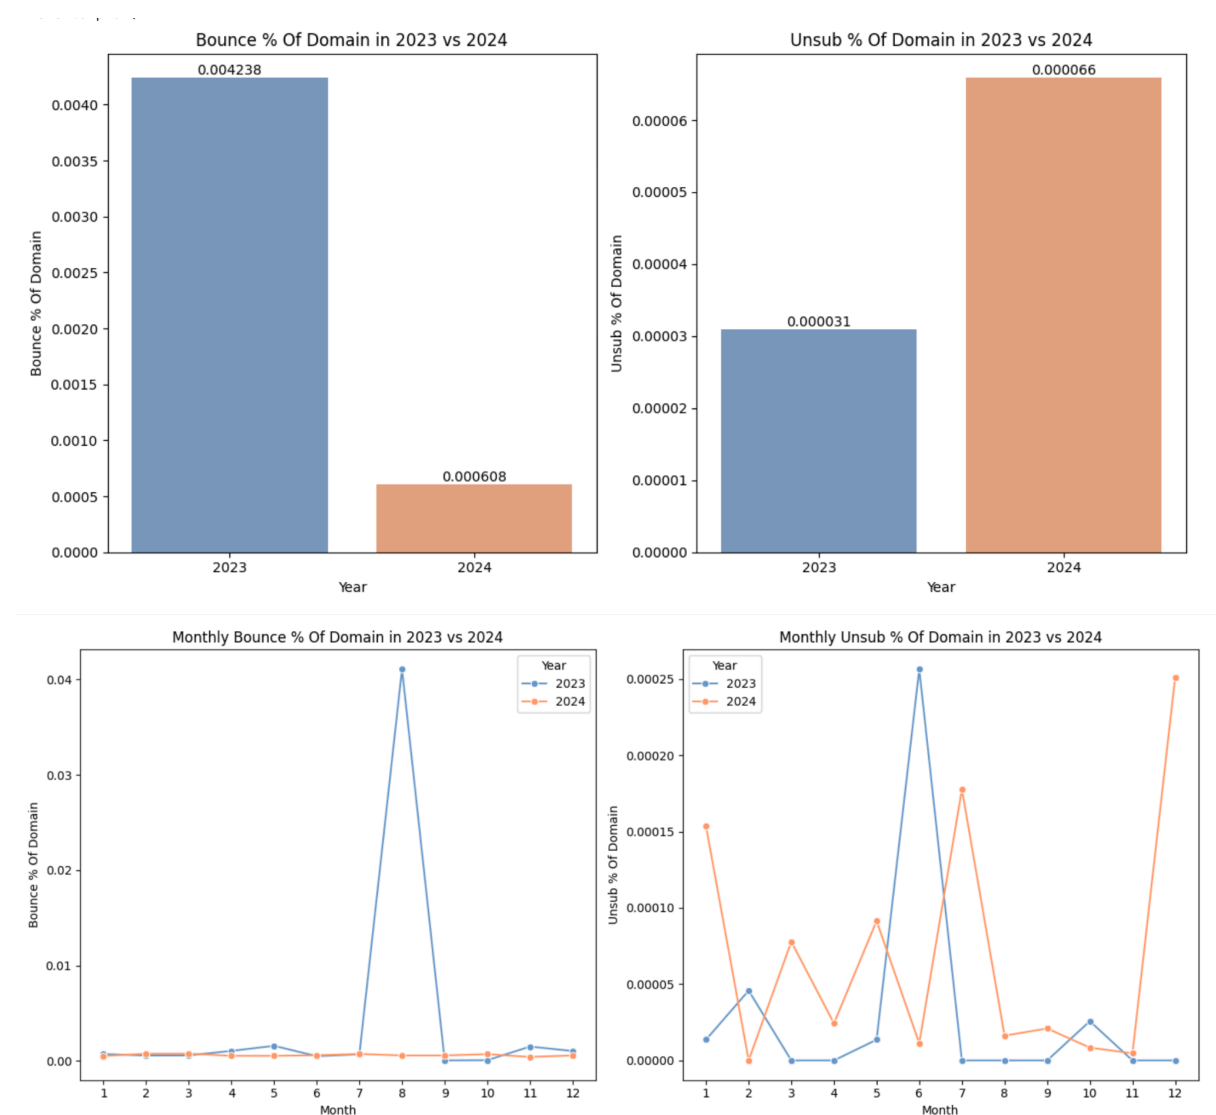 Bounce % Of Domain in 2023 vs 2024
0.004238
0.0040
0.0035
0.0030
0.0025
0.0020
0.0015
0.0010
0.0005
0.0000
0.000608
Bounce % Of Domain
2023
2024
Year
Unsub % Of Domain in 2023 vs 2024
0.000066
0.00006
0.00005
0.00004
0.00003
0.00002
0.00001
0.00000
0.000031
Unsub % Of Domain
2023
2024
Year
Monthly Bounce % Of Domain in 2023 vs 2024
Year
2023
2024
0.04
0.03
0.02
0.01
0.00
Bounce % Of Domain
1 2 3 4 5 6 7 8 9 10 11 12
Month
Monthly Unsub % Of Domain in 2023 vs 2024
Year
2023
2024
0.00025
0.00020
0.00015
0.00010
0.00005
0.00000
Unsub % Of Domain
1 2 3 4 5 6 7 8 9 10 11 12
Month